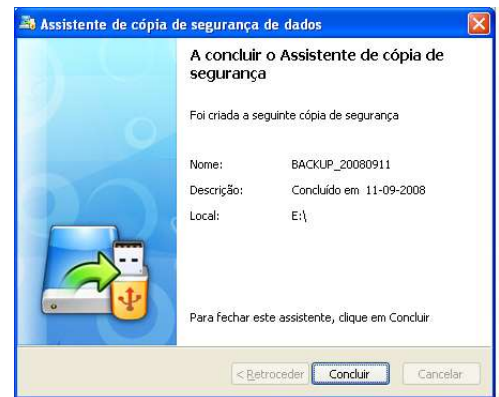 Assistente de cópia de segurança de dados
A concluir o Assistente de cópia de
segurança
Foi criada a seguinte cópia de segurança
Nome: BACKUP_20080911
Descrição: Concluído em 11-09-2008
Local: E:\
Para fechar este assistente, clique em Concluir
< Retroceder Concluir Cancelar